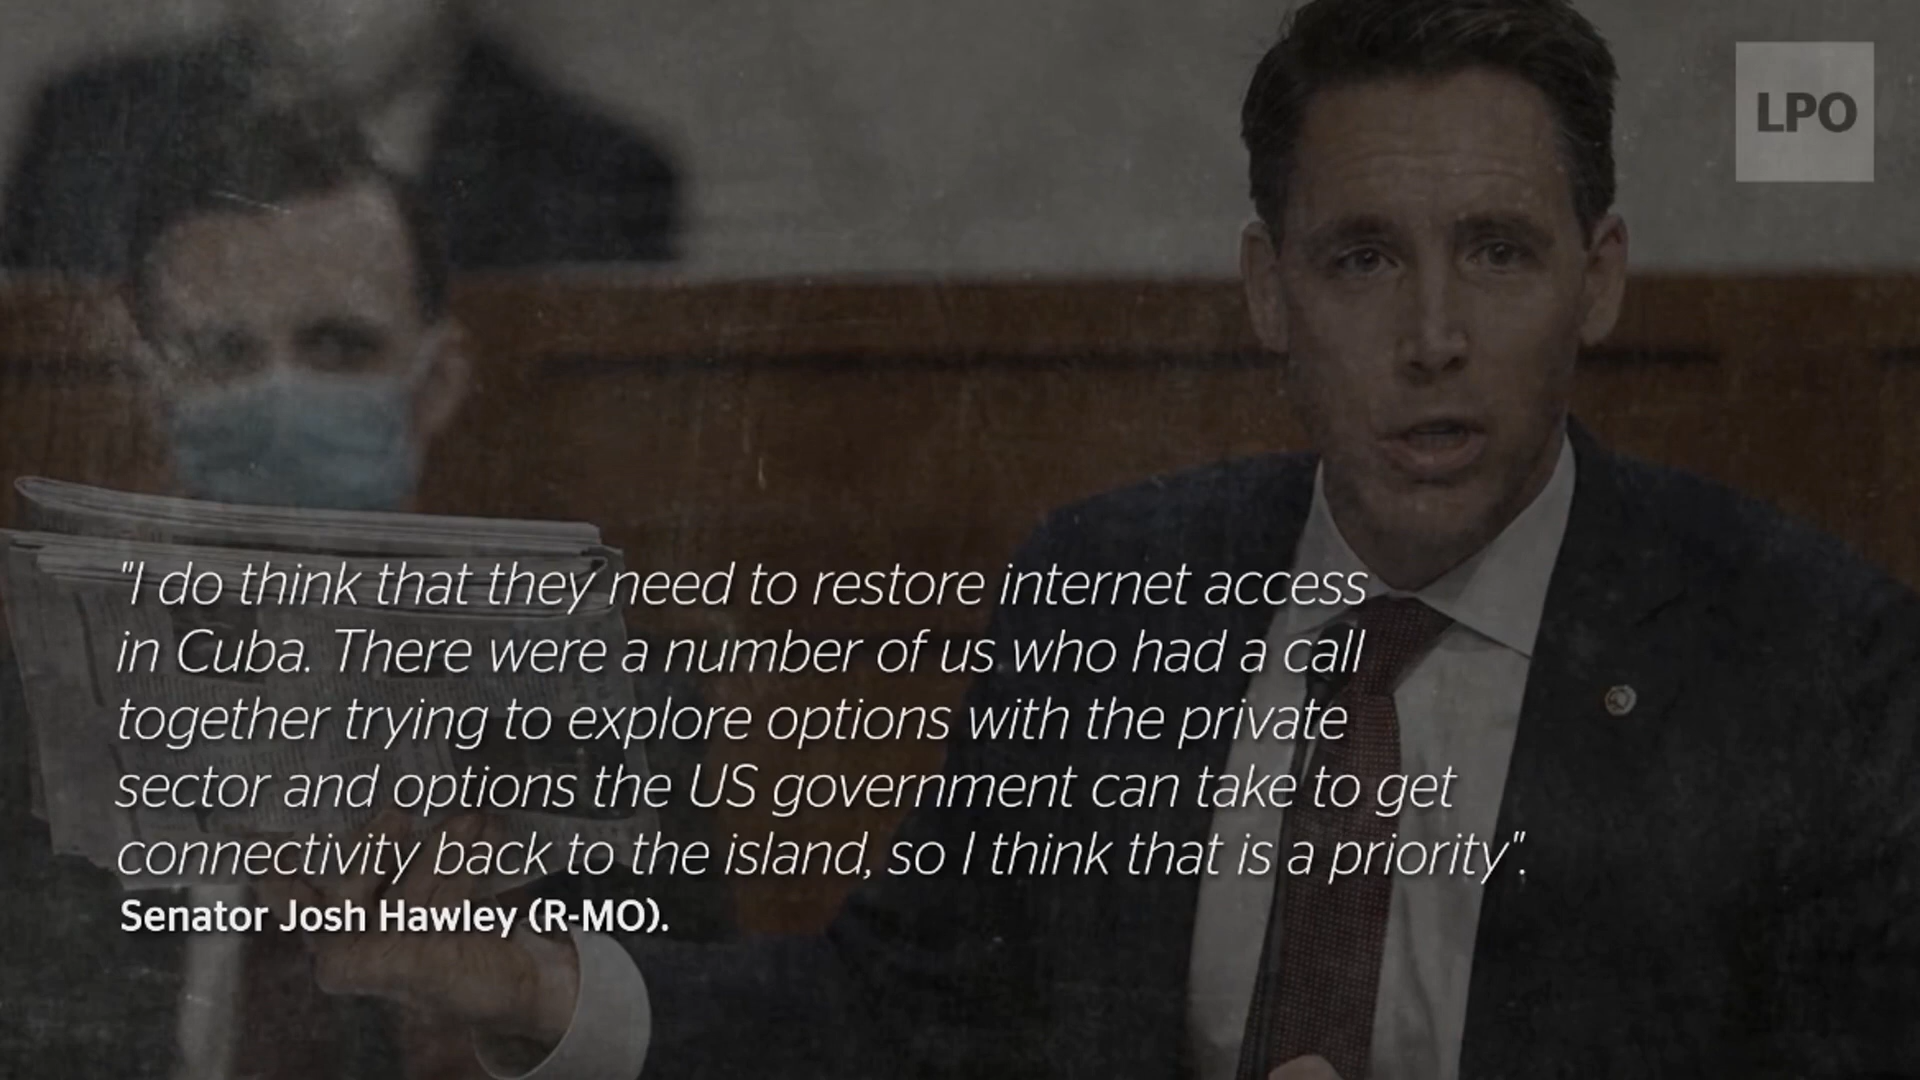 LPO
"I do think that they need to restore internet access
in Cuba. There were a number of us who had a call
together trying to explore options with the private
sector and options the US government can take to get
connectivity back to the island, so I think that is a priority".
Senator Josh Hawley (R-MO).